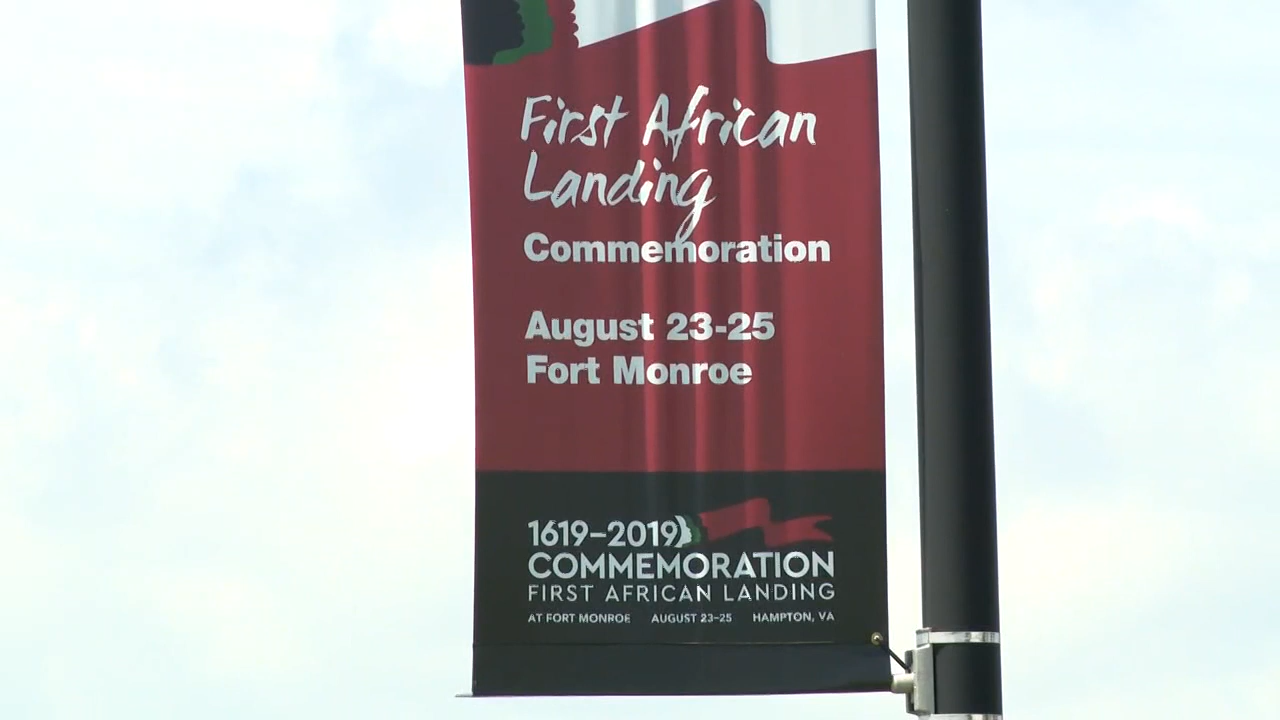 First African
Landing
Commemoration
August 23-25
Fort Monroe
1619–2019
COMMEMORATION
FIRST AFRICAN LANDING
AT FORT MONROE AUGUST 23–25 HAMPTON, VA